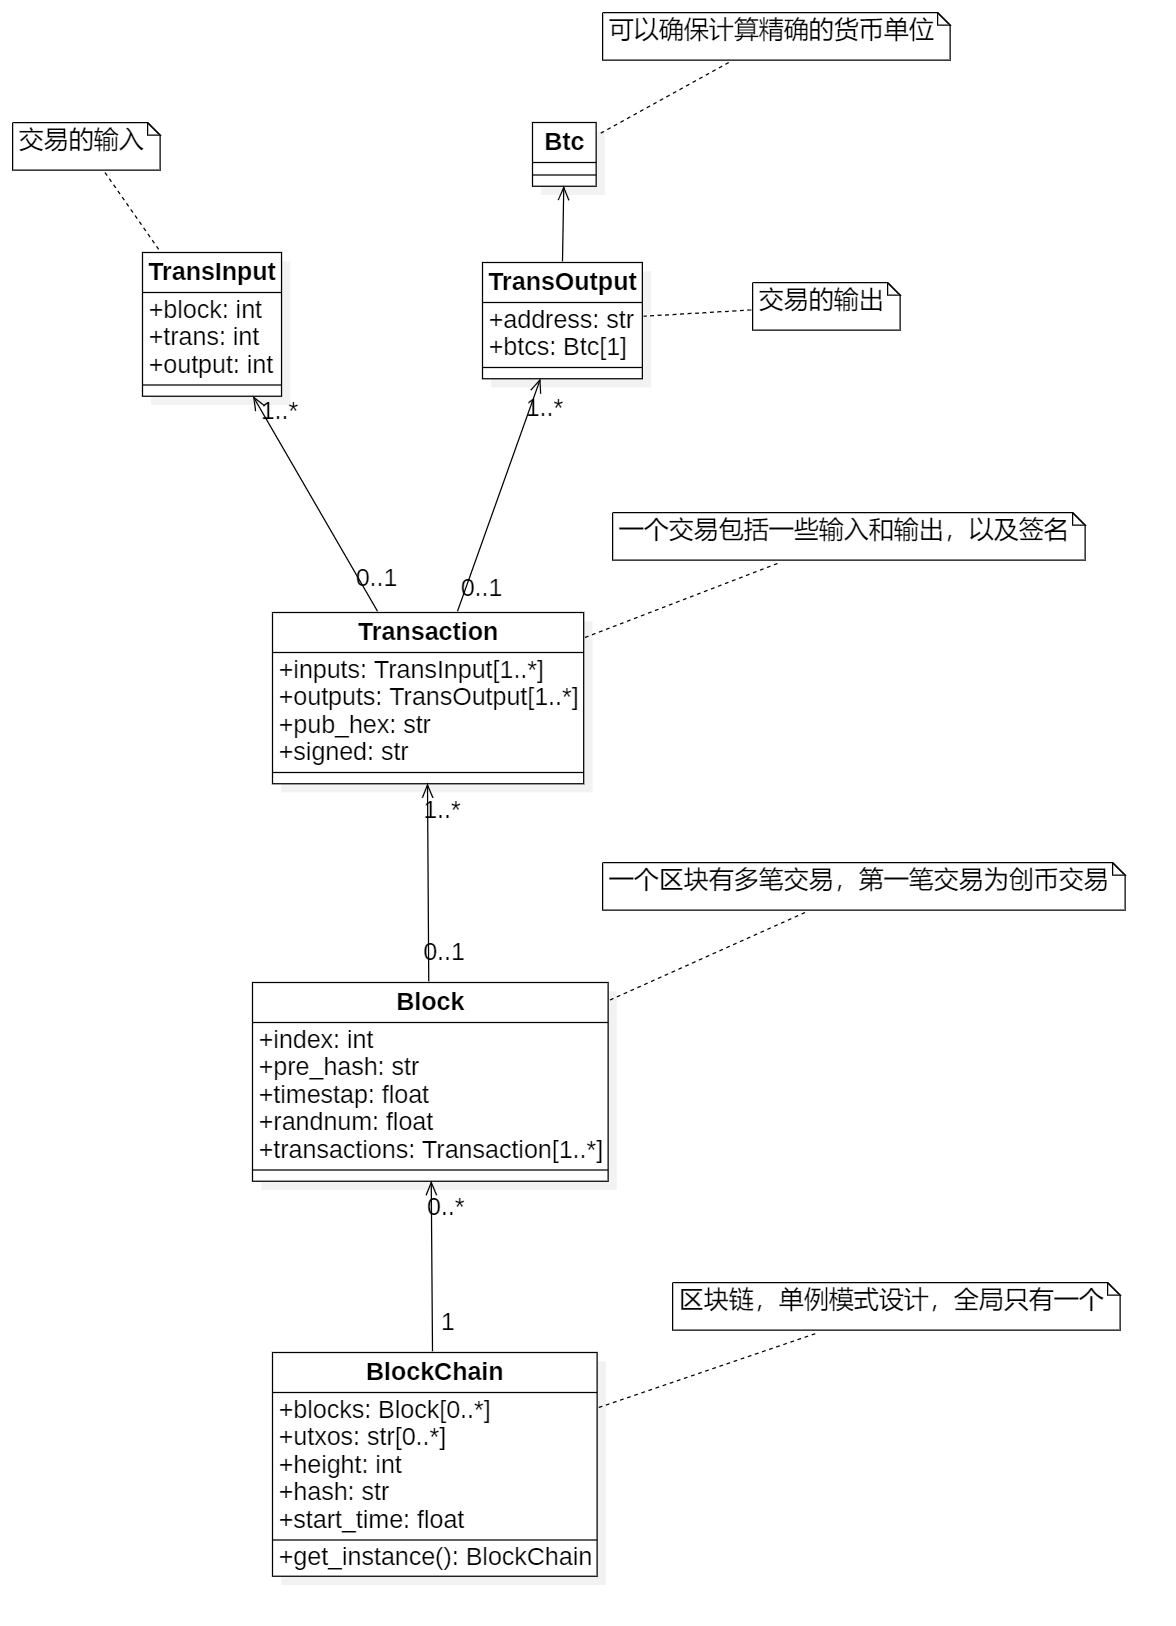 可以确保计算精确的货币单位
交易的输入
Btc
TransInput
+block: int
+trans: int
+output: int
TransOutput
+address: str
+btcs: Btc[1]
交易的输出
1..*
1..*
一个交易包括一些输入和输出，以及签名
0..1
0..1
Transaction
+inputs: TransInput[1..*]
+outputs: TransOutput[1..*]
+pub_hex: str
+signed: str
1..*
一个区块有多笔交易，第一笔交易为创币交易
0..1
Block
+index: int
+pre_hash: str
+timestap: float
+randnum: float
+transactions: Transaction[1..*]
0..*
区块链，单例模式设计，全局只有一个
1
BlockChain
+blocks: Block[0..*]
+utxos: str[0..*]
+height: int
+hash: str
+start_time: float
+get_instance(): BlockChain